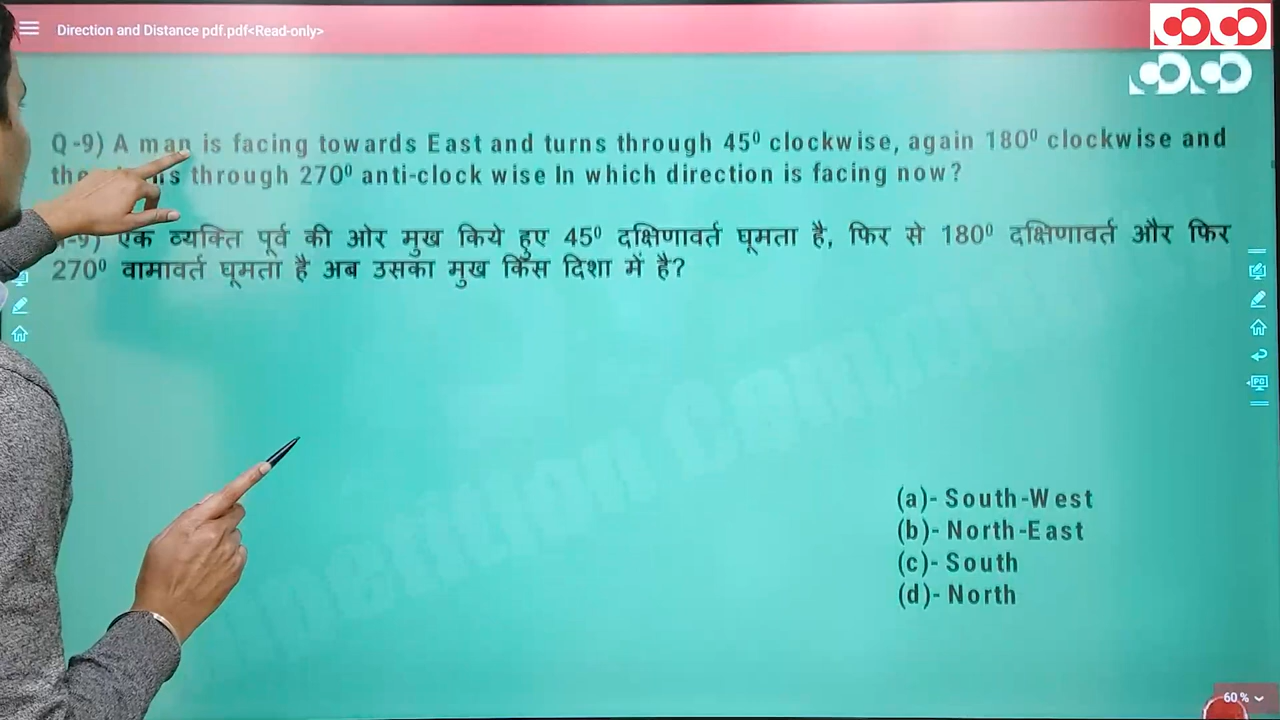 Direction and Distance pdf.pdf<Read-only>
Q-9) A man is facing towards East and turns through 45⁰ clockwise, again 180⁰ clockwise and
through 270⁰ anti-clock wise In which direction is facing now?
एक व्यक्ति पूर्व की ओर मुख किये हुए 45⁰ दक्षिणावर्त घूमता है, फिर से 180⁰ दक्षिणावर्त और फिर
270⁰ वामावर्त घूमता है अब उसका मुख किस दिशा में है?
(a)- South-West
(b)- North-East
(c)- South
(d)- North
60 %